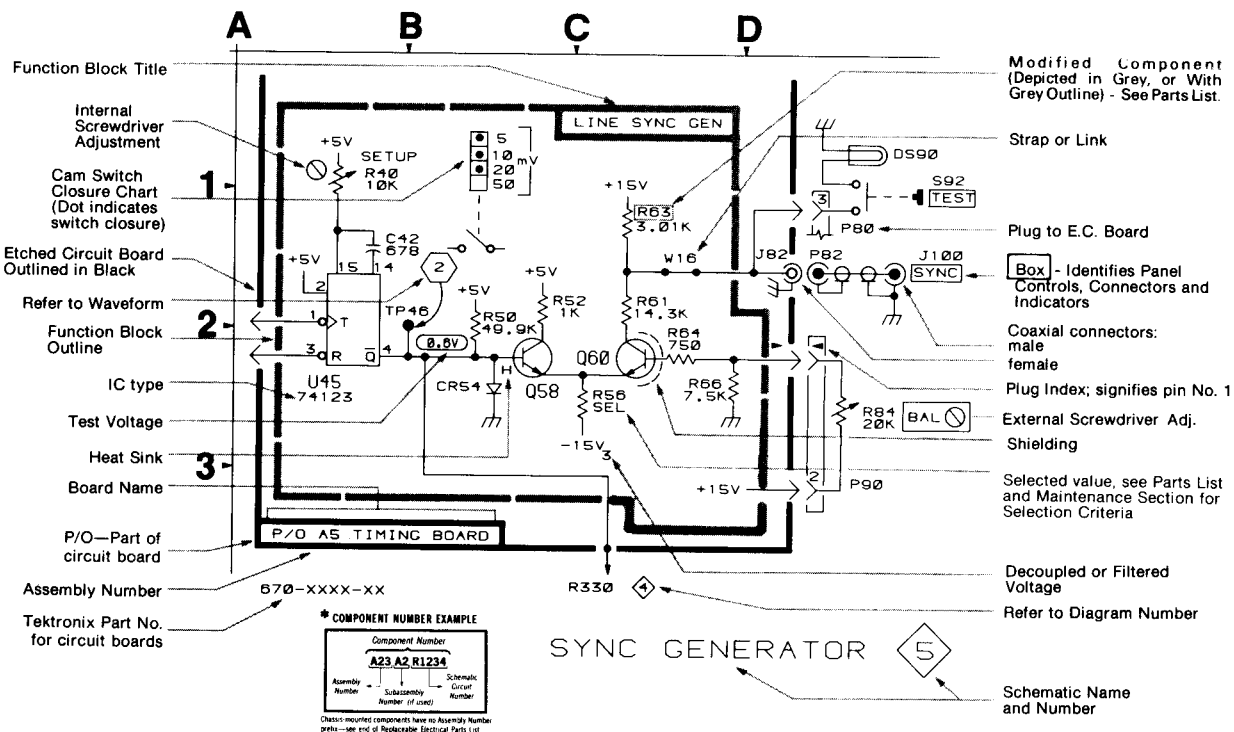 A B C D
Function Block Title
Internal
Screwdriver
Adjustment
Cam Switch
Closure Chart
(Dot indicates
switch closure)
Etched Circuit Board
Outlined in Black
Refer to Waveform
Function Block
Outline
IC type
Test Voltage
Heat Sink
Board Name
P/O—Part of
circuit board
Assembly Number
Tektronix Part No.
for circuit boards
1
2
3
LINE SYNC GEN
+5V
SETUP
R40
10K
5
10
20
50
mV
C42
678
+5V
15 14
2
1
T
3
R
Q
4
U45
74123
2
TP46
0.6V
+5V
R50
49.9K
CR54
H
+5V
R52
1K
Q58
Q60
R56
SEL
-15V
3
+15V
R63
3.01K
W16
R61
14.3K
R64
750
R66
7.5K
+15V
P/O A5 TIMING BOARD
670-XXXX-XX
R330
4
DS90
S92
TEST
3
P80
J82
P82
J100
SYNC
R84
20K
BAL
2
P90
Modified Component
(Depicted in Grey, or With
Grey Outline) - See Parts List.
Strap or Link
Plug to E.C. Board
Box - Identifies Panel
Controls, Connectors and
Indicators
Coaxial connectors:
male
female
Plug Index; signifies pin No. 1
External Screwdriver Adj.
Shielding
Selected value, see Parts List
and Maintenance Section for
Selection Criteria
Decoupled or Filtered
Voltage
Refer to Diagram Number
Schematic Name
and Number
SYNC GENERATOR 5
* COMPONENT NUMBER EXAMPLE
Component Number
A23 A2 R1234
Assembly
Number
Subassembly
Number (if used)
Schematic
Circuit
Number
Chassis-mounted components have no Assembly Number
prefix—see end of Replaceable Electrical Parts List